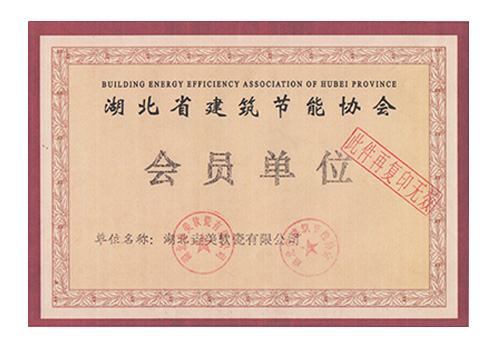 BUILDING ENERGY EFFICIENCY ASSOCIATION OF HUBEI PROVINCE
湖北省建筑节能协会
会员单位
此件再复印无效
单位名称：湖北 美软瓷有限公司